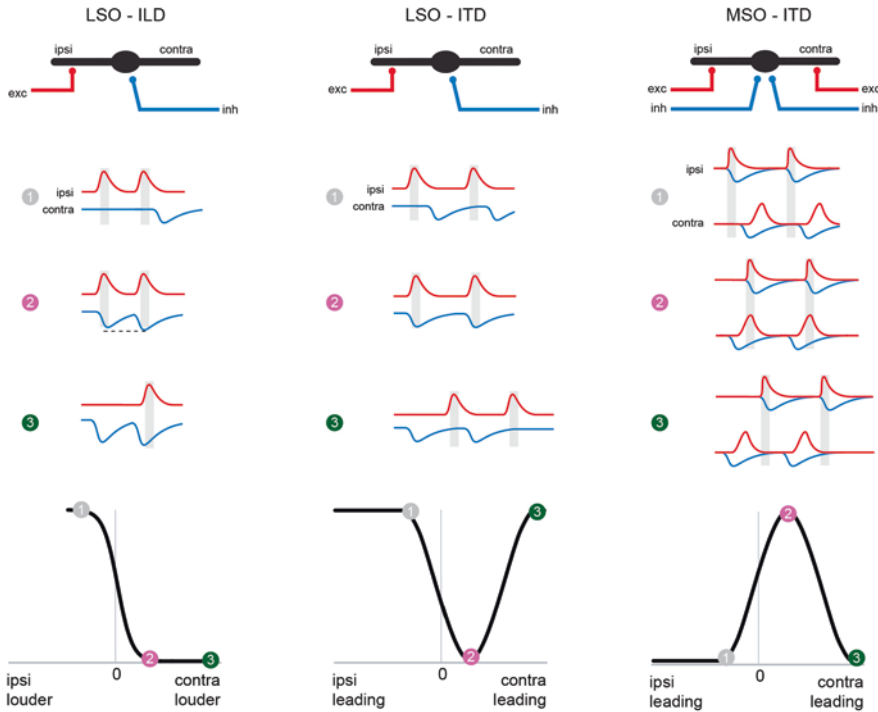 LSO - ILD
LSO - ITD
MSO - ITD
ipsi contra
ipsi contra
ipsi contra
exc
exc
exc exc
inh
inh
inh inh
1
ipsi
contra
1
ipsi
contra
1
ipsi
contra
2
2
2
3
3
3
1
2
3
1
2
3
1
2
3
0
0
0
ipsi
louder
contra
louder
ipsi
leading
contra
leading
ipsi
leading
contra
leading